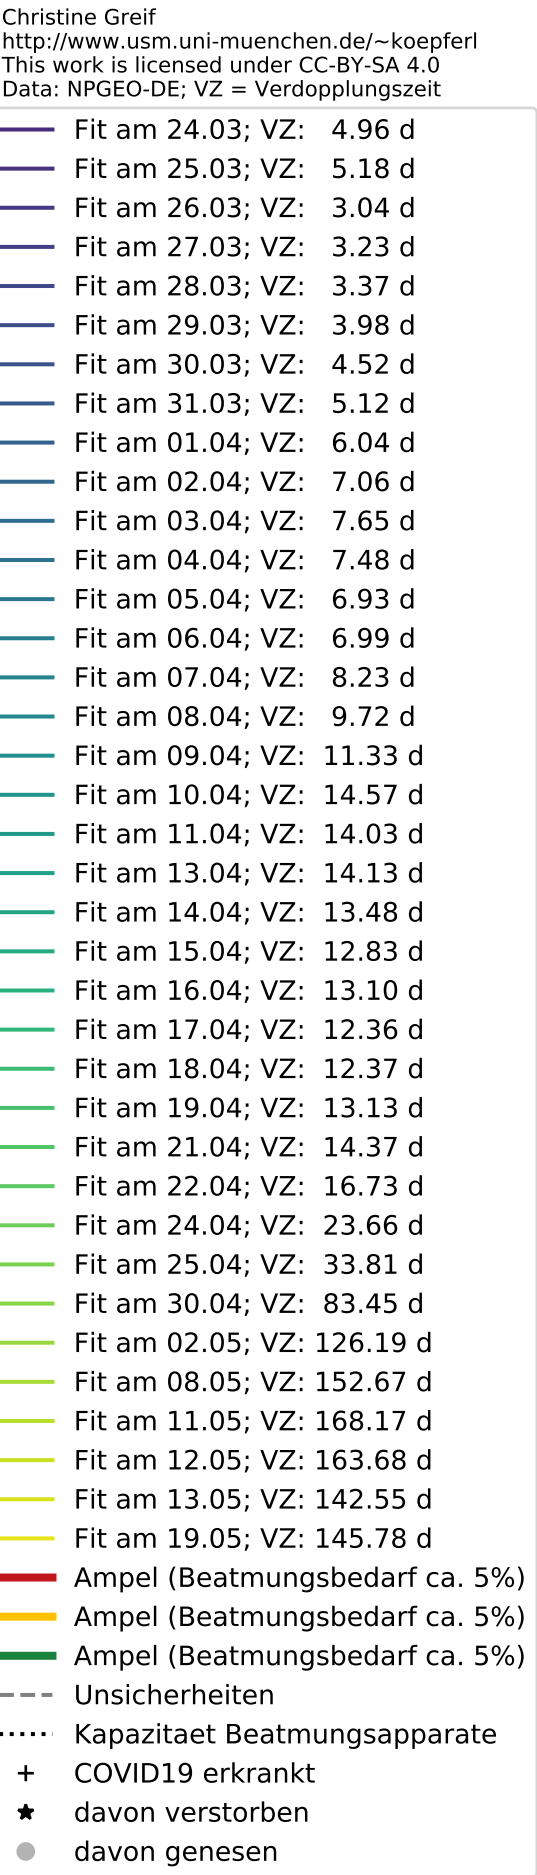 Christine Greif
http://www.usm.uni-muenchen.de/~koepferl
This work is licensed under CC-BY-SA 4.0
Data: NPGEO-DE; VZ = Verdopplungszeit
Fit am 24.03; VZ: 4.96 d
Fit am 25.03; VZ: 5.18 d
Fit am 26.03; VZ: 3.04 d
Fit am 27.03; VZ: 3.23 d
Fit am 28.03; VZ: 3.37 d
Fit am 29.03; VZ: 3.98 d
Fit am 30.03; VZ: 4.52 d
Fit am 31.03; VZ: 5.12 d
Fit am 01.04; VZ: 6.04 d
Fit am 02.04; VZ: 7.06 d
Fit am 03.04; VZ: 7.65 d
Fit am 04.04; VZ: 7.48 d
Fit am 05.04; VZ: 6.93 d
Fit am 06.04; VZ: 6.99 d
Fit am 07.04; VZ: 8.23 d
Fit am 08.04; VZ: 9.72 d
Fit am 09.04; VZ: 11.33 d
Fit am 10.04; VZ: 14.57 d
Fit am 11.04; VZ: 14.03 d
Fit am 13.04; VZ: 14.13 d
Fit am 14.04; VZ: 13.48 d
Fit am 15.04; VZ: 12.83 d
Fit am 16.04; VZ: 13.10 d
Fit am 17.04; VZ: 12.36 d
Fit am 18.04; VZ: 12.37 d
Fit am 19.04; VZ: 13.13 d
Fit am 21.04; VZ: 14.37 d
Fit am 22.04; VZ: 16.73 d
Fit am 24.04; VZ: 23.66 d
Fit am 25.04; VZ: 33.81 d
Fit am 30.04; VZ: 83.45 d
Fit am 02.05; VZ: 126.19 d
Fit am 08.05; VZ: 152.67 d
Fit am 11.05; VZ: 168.17 d
Fit am 12.05; VZ: 163.68 d
Fit am 13.05; VZ: 142.55 d
Fit am 19.05; VZ: 145.78 d
Ampel (Beatmungsbedarf ca. 5%)
Ampel (Beatmungsbedarf ca. 5%)
Ampel (Beatmungsbedarf ca. 5%)
Unsicherheiten
Kapazitaet Beatmungsapparate
COVID19 erkrankt
davon verstorben
davon genesen